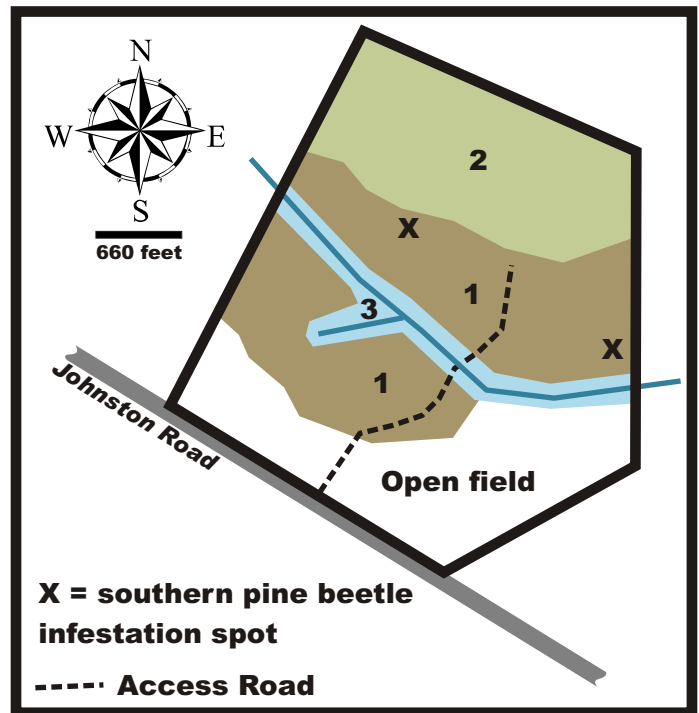 N
W E
S
660 feet
2
X
1
3
X
1
Johnston Road
Open field
X = southern pine beetle
infestation spot
Access Road